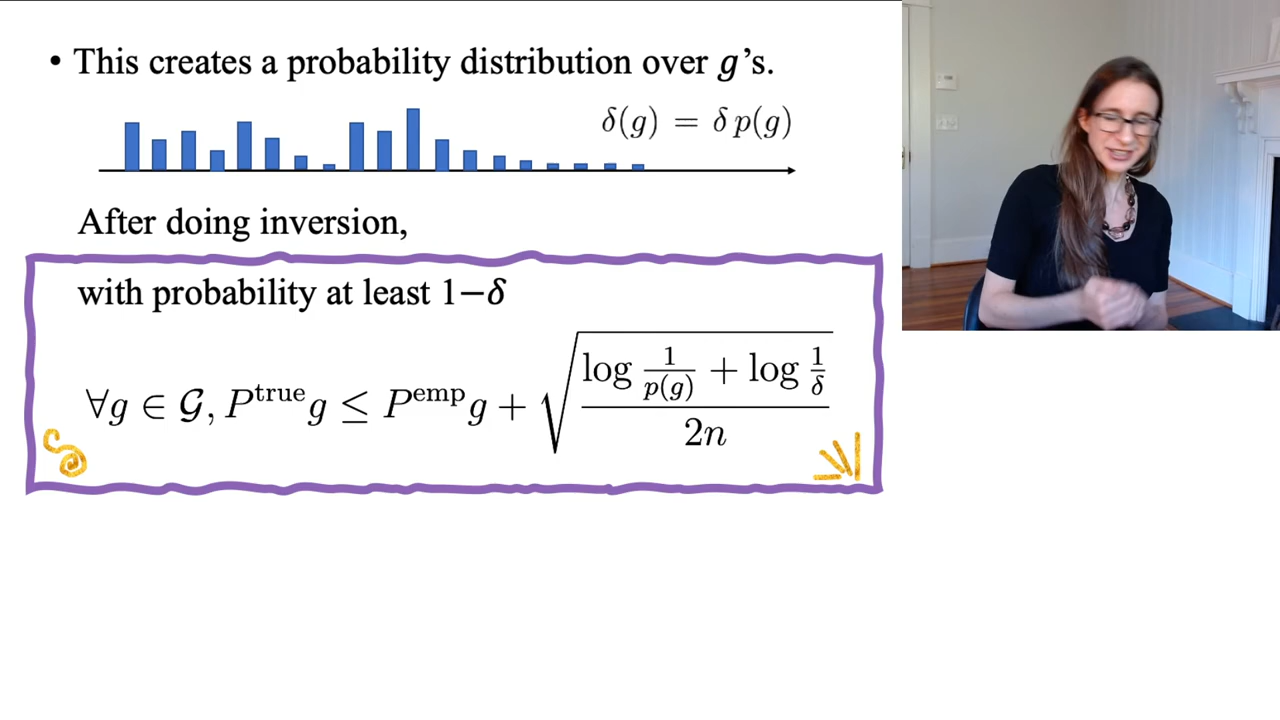 • This creates a probability distribution over g's.
δ(g) = δ p(g)
After doing inversion,
with probability at least 1−δ
∀g ∈ 𝒢, P^true g ≤ P^emp g + √((log 1/p(g) + log 1/δ) / 2n)